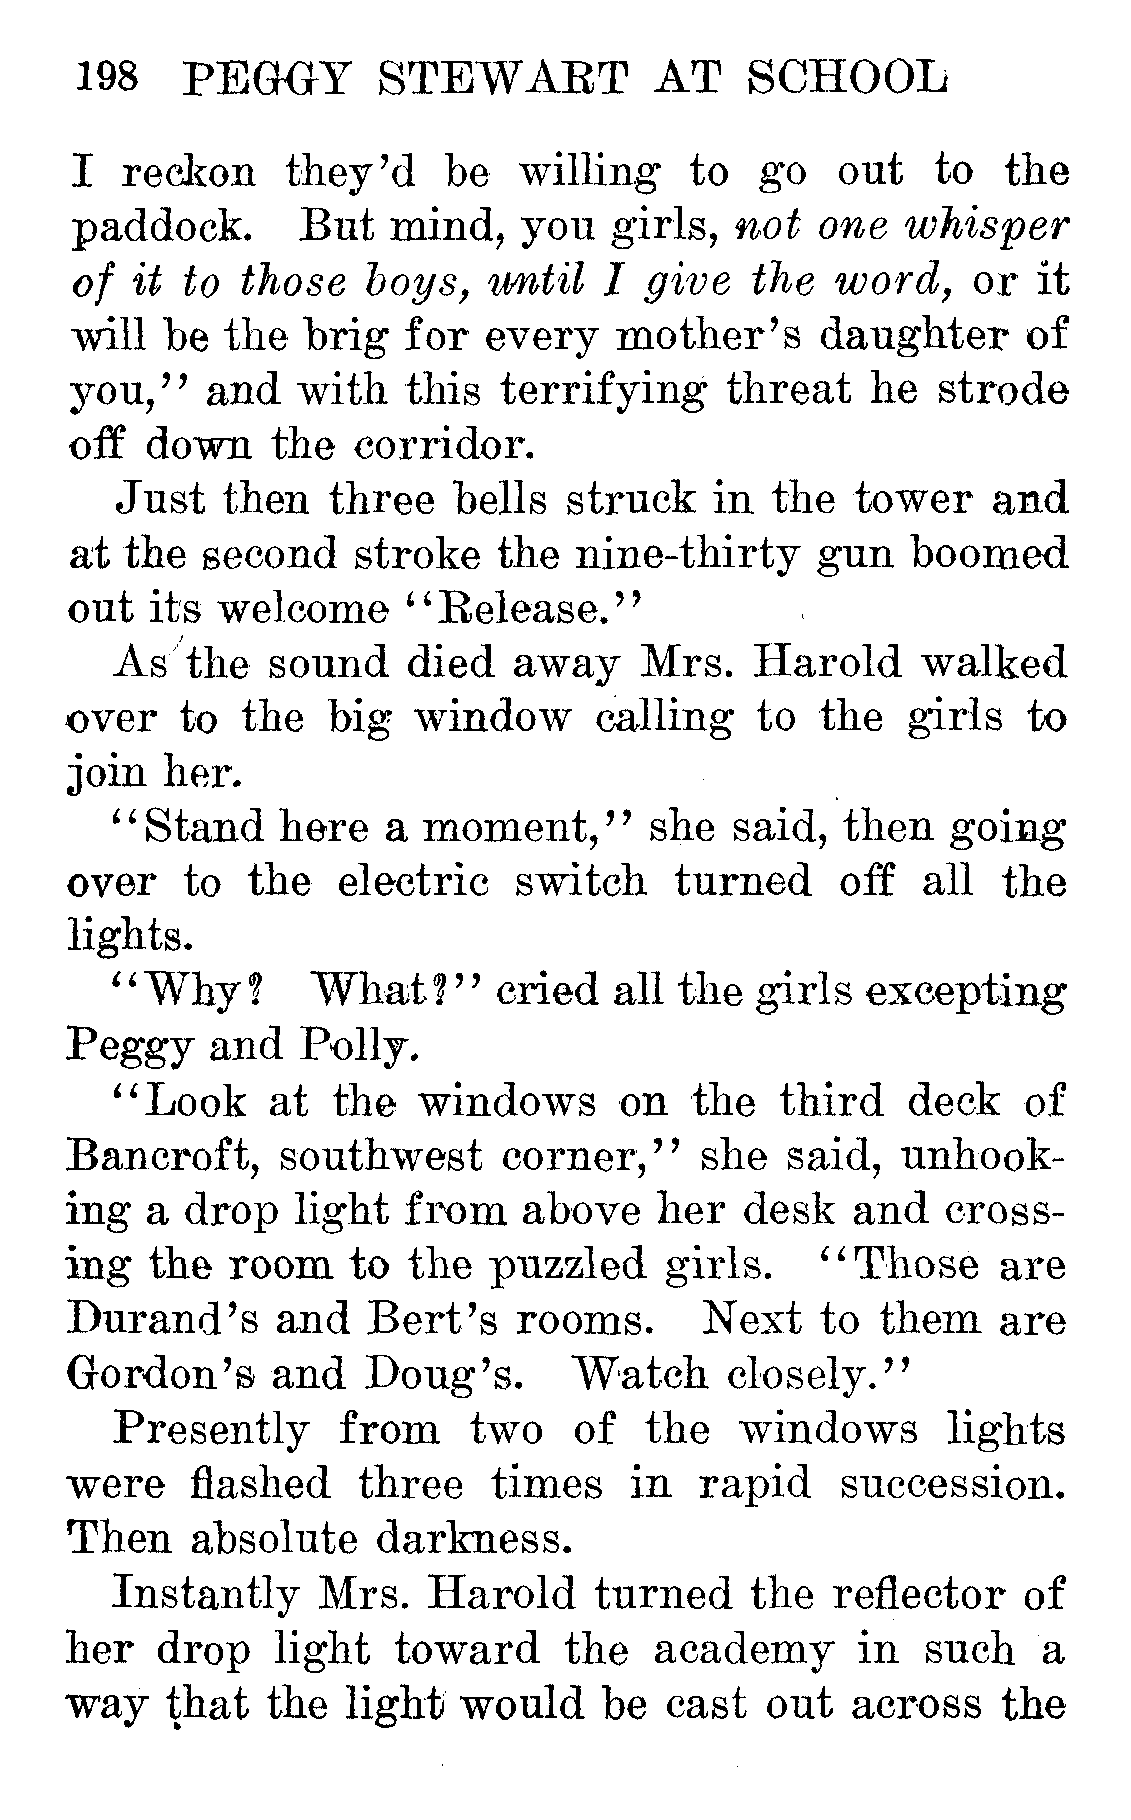 198 PEGGY STEWART AT SCHOOL
I reckon they'd be willing to go out to the
paddock. But mind, you girls, not one whisper
of it to those boys, until I give the word, or it
will be the brig for every mother's daughter of
you,'' and with this terrifying threat he strode
off down the corridor.
Just then three bells struck in the tower and
at the second stroke the nine-thirty gun boomed
out its welcome ''Release.''
As the sound died away Mrs. Harold walked
over to the big window calling to the girls to
join her.
''Stand here a moment,'' she said, then going
over to the electric switch turned off all the
lights.
''Why? What?'' cried all the girls excepting
Peggy and Polly.
''Look at the windows on the third deck of
Bancroft, southwest corner,'' she said, unhook-
ing a drop light from above her desk and cross-
ing the room to the puzzled girls. ''Those are
Durand's and Bert's rooms. Next to them are
Gordon's and Doug's. Watch closely.''
Presently from two of the windows lights
were flashed three times in rapid succession.
Then absolute darkness.
Instantly Mrs. Harold turned the reflector of
her drop light toward the academy in such a
way that the light would be cast out across the